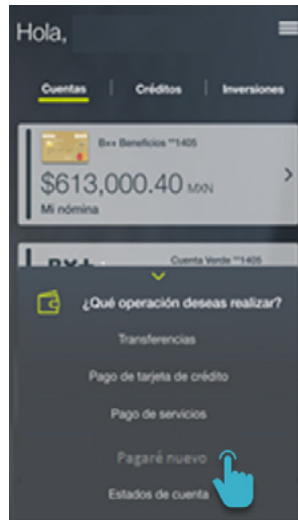 Hola,
Cuentas | Créditos | Inversiones
B×+ Beneficios **1405
$613,000.40 MXN
Mi nómina
Cuenta Verde **1405
¿Qué operación deseas realizar?
Transferencias
Pago de tarjeta de crédito
Pago de servicios
Pagaré nuevo
Estados de cuenta